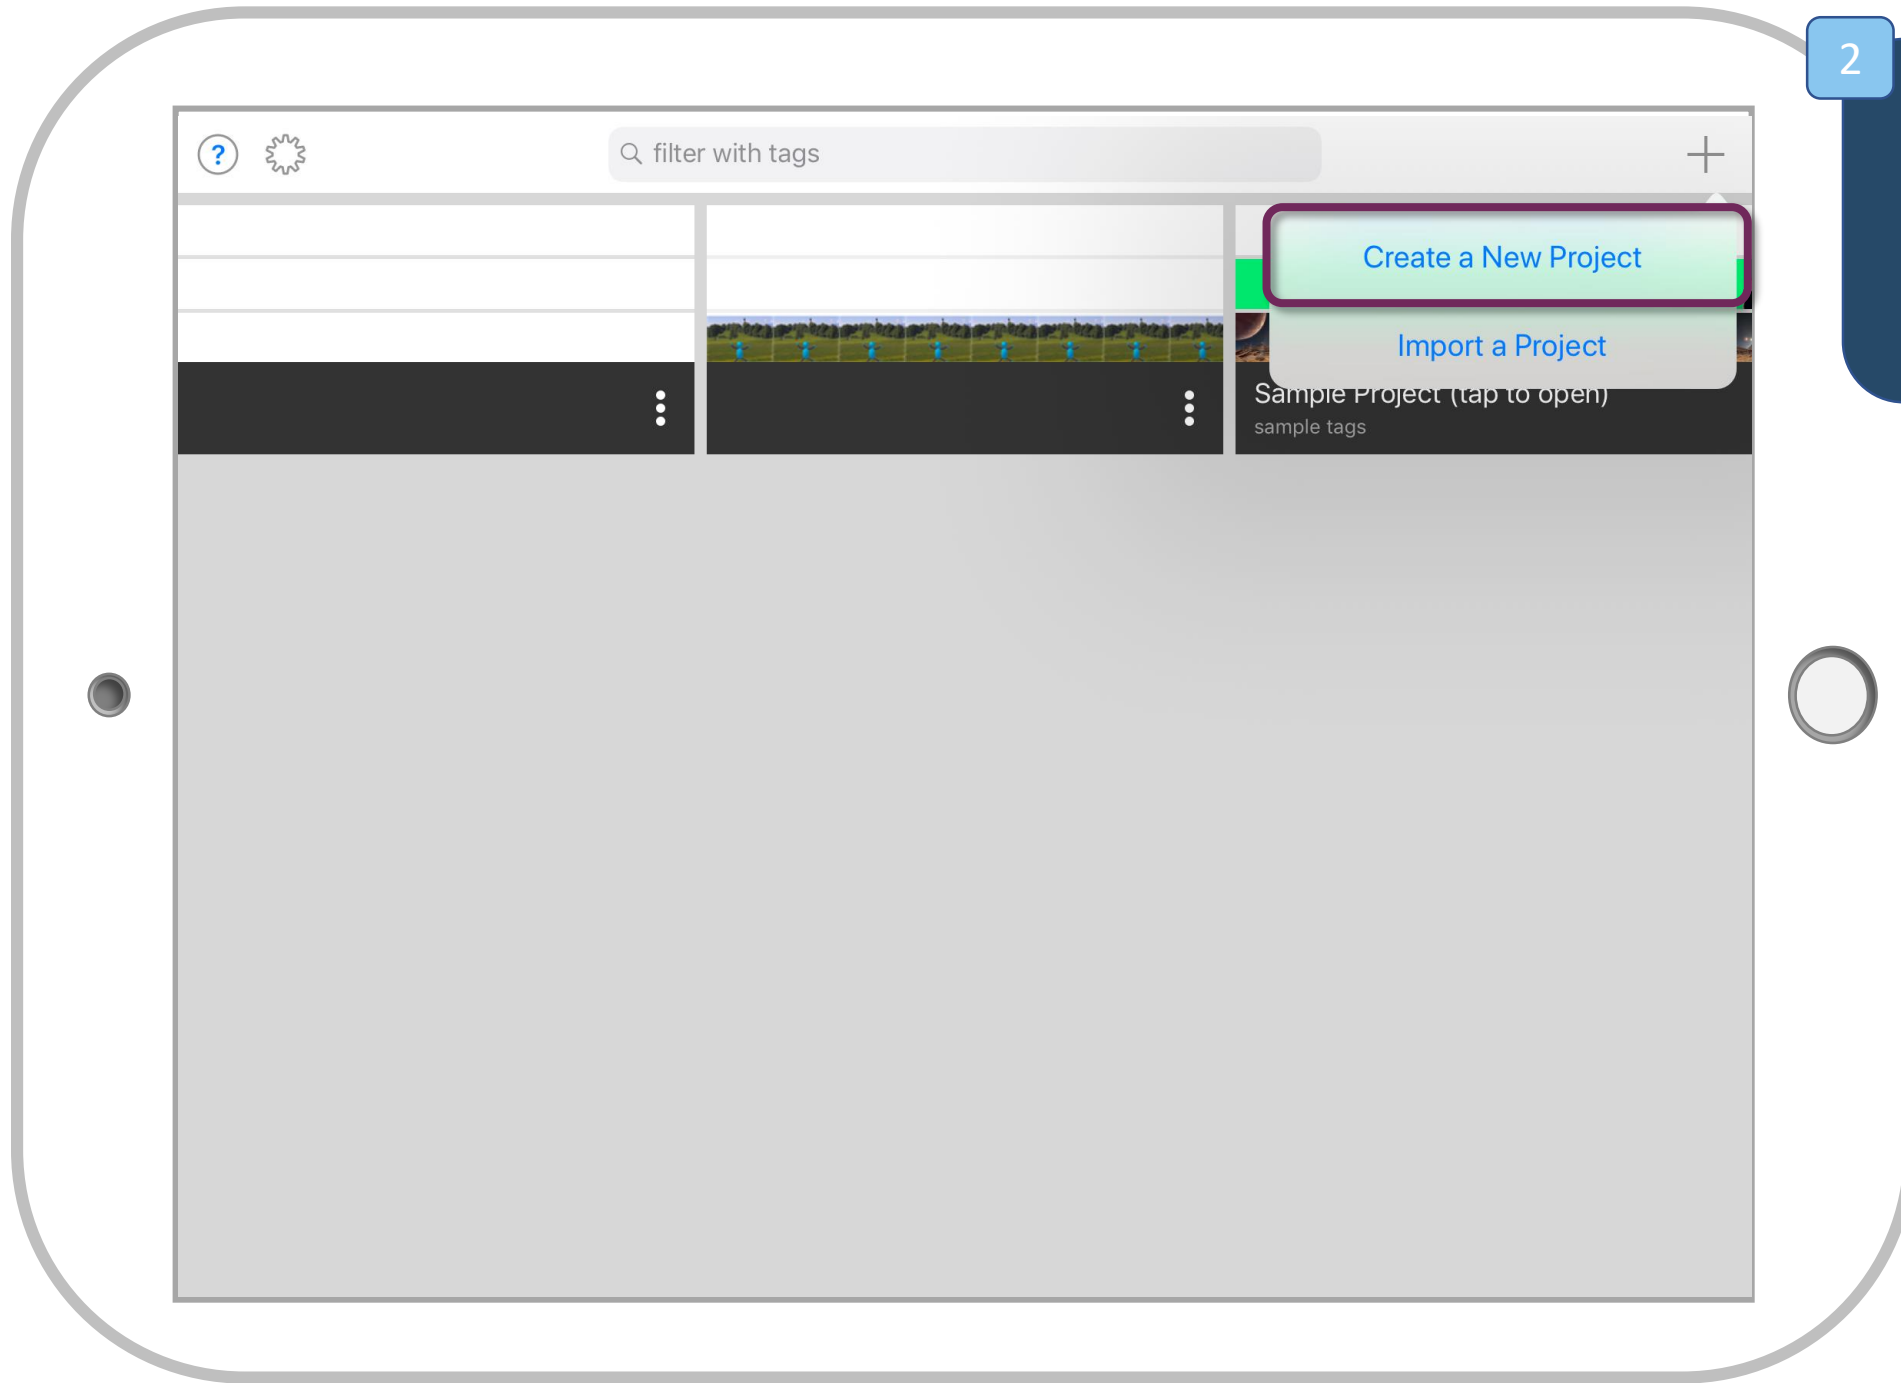 2
?
filter with tags
Create a New Project
Import a Project
Sample Project (tap to open)
sample tags